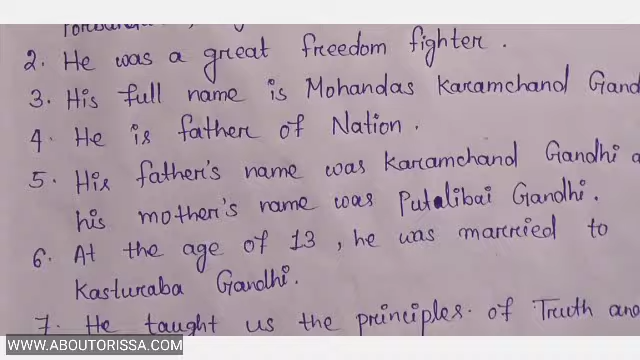 2. He was a great freedom fighter.
3. His full name is Mohandas Karamchand Gand
4. He is father of Nation.
5. His father's name was Karamchand Gandhi a
his mother's name was Putalibai Gandhi.
6. At the age of 13, he was married to
Kasturaba Gandhi.
7. He taught us the principles of Truth and
WWW.ABOUTORISSA.COM